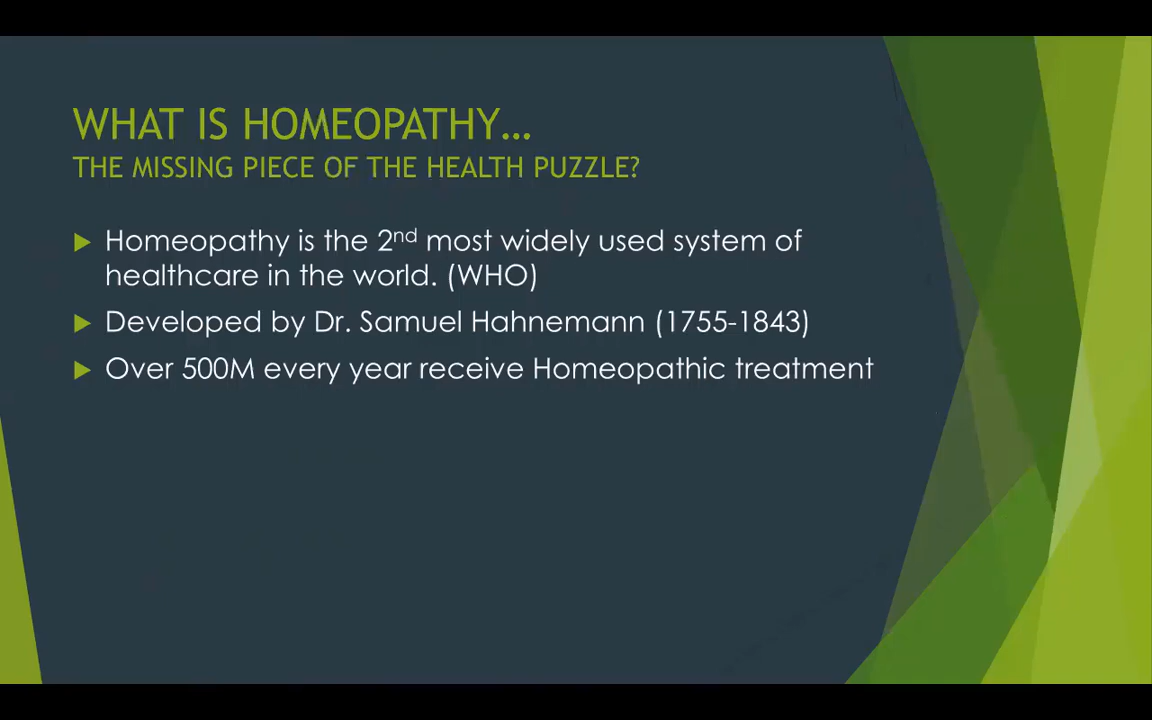 WHAT IS HOMEOPATHY...
THE MISSING PIECE OF THE HEALTH PUZZLE?
Homeopathy is the 2nd most widely used system of
healthcare in the world. (WHO)
Developed by Dr. Samuel Hahnemann (1755-1843)
Over 500M every year receive Homeopathic treatment